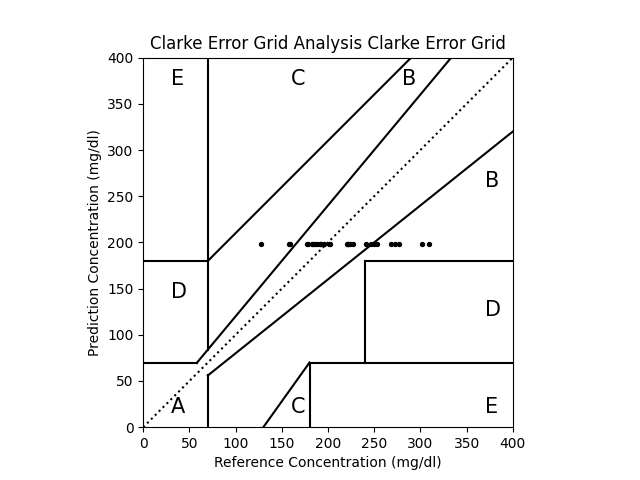 Clarke Error Grid Analysis Clarke Error Grid
400
350
300
250
200
150
100
50
0
Prediction Concentration (mg/dl)
E
C
B
B
D
D
A
C
E
0 50 100 150 200 250 300 350 400
Reference Concentration (mg/dl)